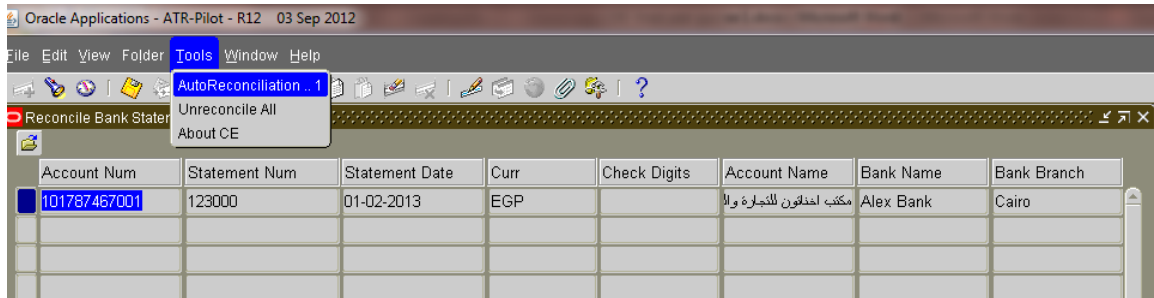 Oracle Applications - ATR-Pilot - R12 03 Sep 2012
File Edit View Folder Tools Window Help
AutoReconciliation .. 1
Unreconcile All
About CE
Reconcile Bank Stater
Account Num Statement Num Statement Date Curr Check Digits Account Name Bank Name Bank Branch
101787467001 123000 01-02-2013 EGP مكتب اخناتون للتجارة وال Alex Bank Cairo